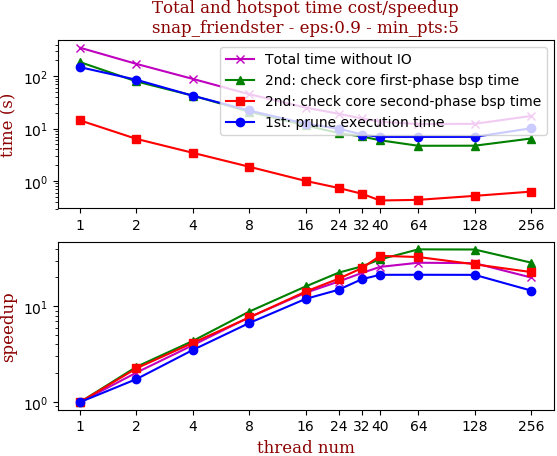 Total and hotspot time cost/speedup
snap_friendster - eps:0.9 - min_pts:5
time (s)
10²
10¹
10⁰
Total time without IO
2nd: check core first-phase bsp time
2nd: check core second-phase bsp time
1st: prune execution time
1 2 4 8 16 24 32 40 64 128 256
speedup
10¹
10⁰
1 2 4 8 16 24 32 40 64 128 256
thread num